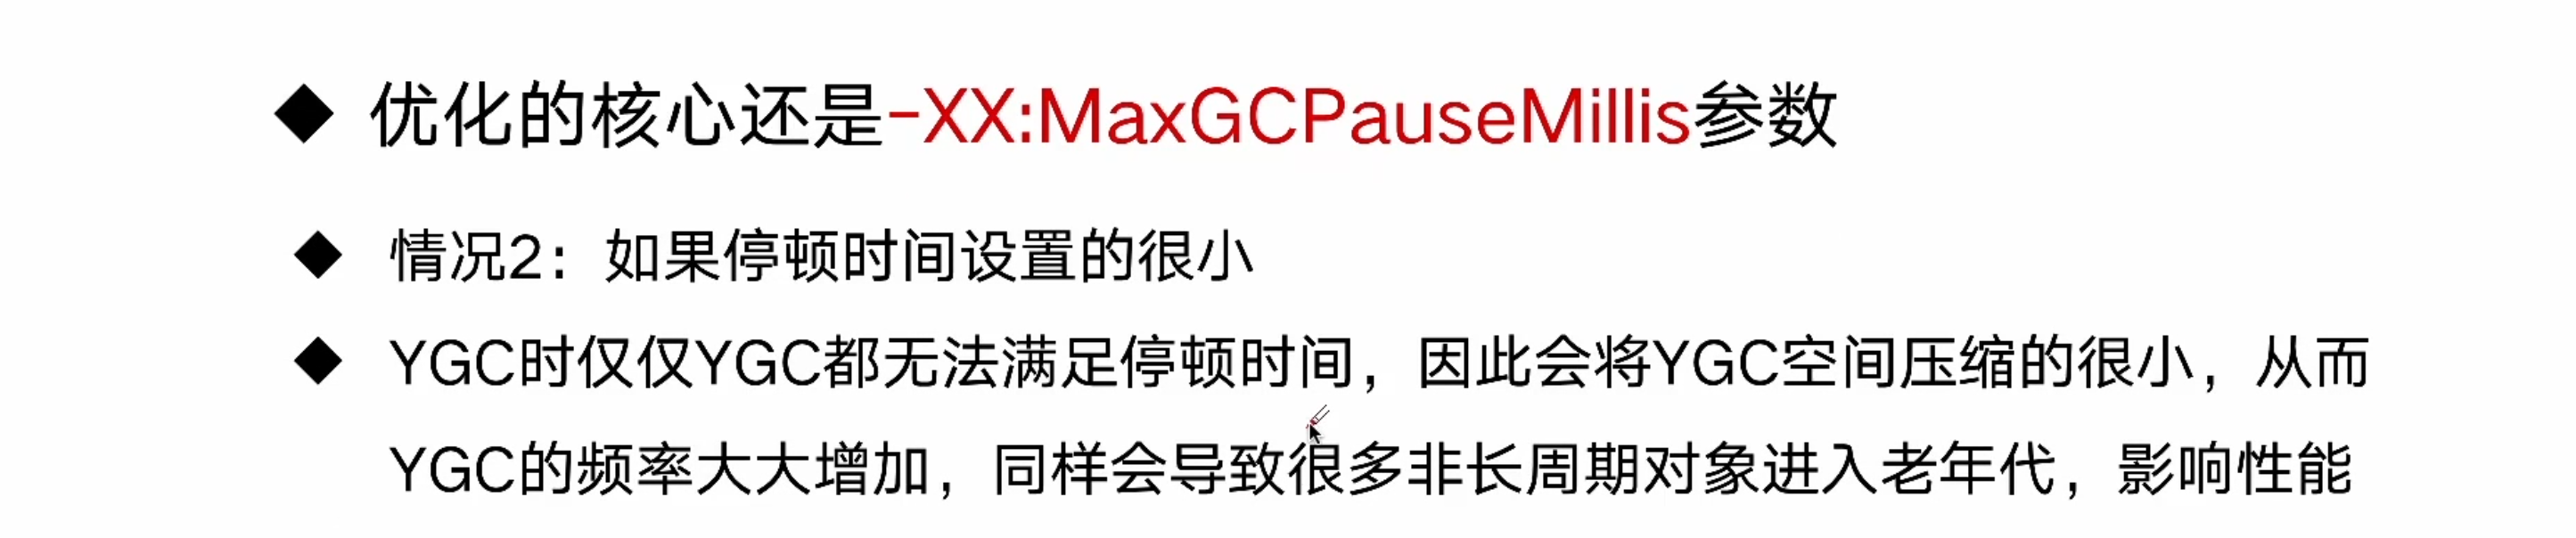 ◆ 优化的核心还是-XX:MaxGCPauseMillis参数
◆ 情况2：如果停顿时间设置的很小
◆ YGC时仅仅YGC都无法满足停顿时间，因此会将YGC空间压缩的很小，从而
YGC的频率大大增加，同样会导致很多非长周期对象进入老年代，影响性能